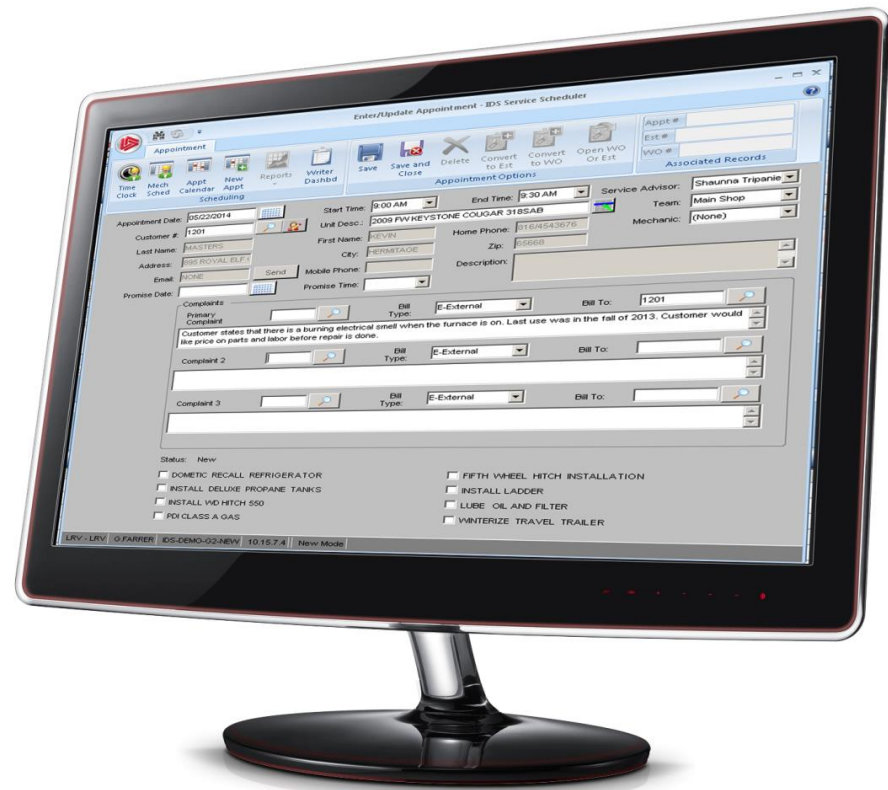 Enter/Update Appointment - IDS Service Scheduler
Appointment
Time Clock
Mech Sched
Appt Calendar
New Appt
Reports
Writer Dashbd
Scheduling
Save
Save and Close
Delete
Convert to Est
Convert to WO
Open WO Or Est
Appointment Options
Appt #
Est #
WO #
Associated Records
Appointment Date: 05/22/2014 Start Time: 9:00 AM End Time: 9:30 AM Service Advisor: Shaunna Tripanie
Customer #: 1201 Unit Desc.: 2009 FW KEYSTONE COUGAR 318SAB Team: Main Shop
Last Name: MASTERS First Name: KEVIN Home Phone: 816/4543676 Mechanic: (None)
Address: 895 ROYAL ELF City: HERMITAGE Zip: 65668
Email: NONE Send Mobile Phone: Description:
Promise Date: Promise Time:
Complaints
Primary Complaint Bill Type: E-External Bill To: 1201
Customer states that there is a burning electrical smell when the furnace is on. Last use was in the fall of 2013. Customer would
like price on parts and labor before repair is done.
Complaint 2 Bill Type: E-External Bill To:
Complaint 3 Bill Type: E-External Bill To:
Status: New
DOMETIC RECALL REFRIGERATOR
INSTALL DELUXE PROPANE TANKS
INSTALL WD HITCH 550
PDI CLASS A GAS
FIFTH WHEEL HITCH INSTALLATION
INSTALL LADDER
LUBE OIL AND FILTER
WINTERIZE TRAVEL TRAILER
LRV - LRV G.FARRER IDS-DEMO-G2-NEW 10.15.7.4 New Mode